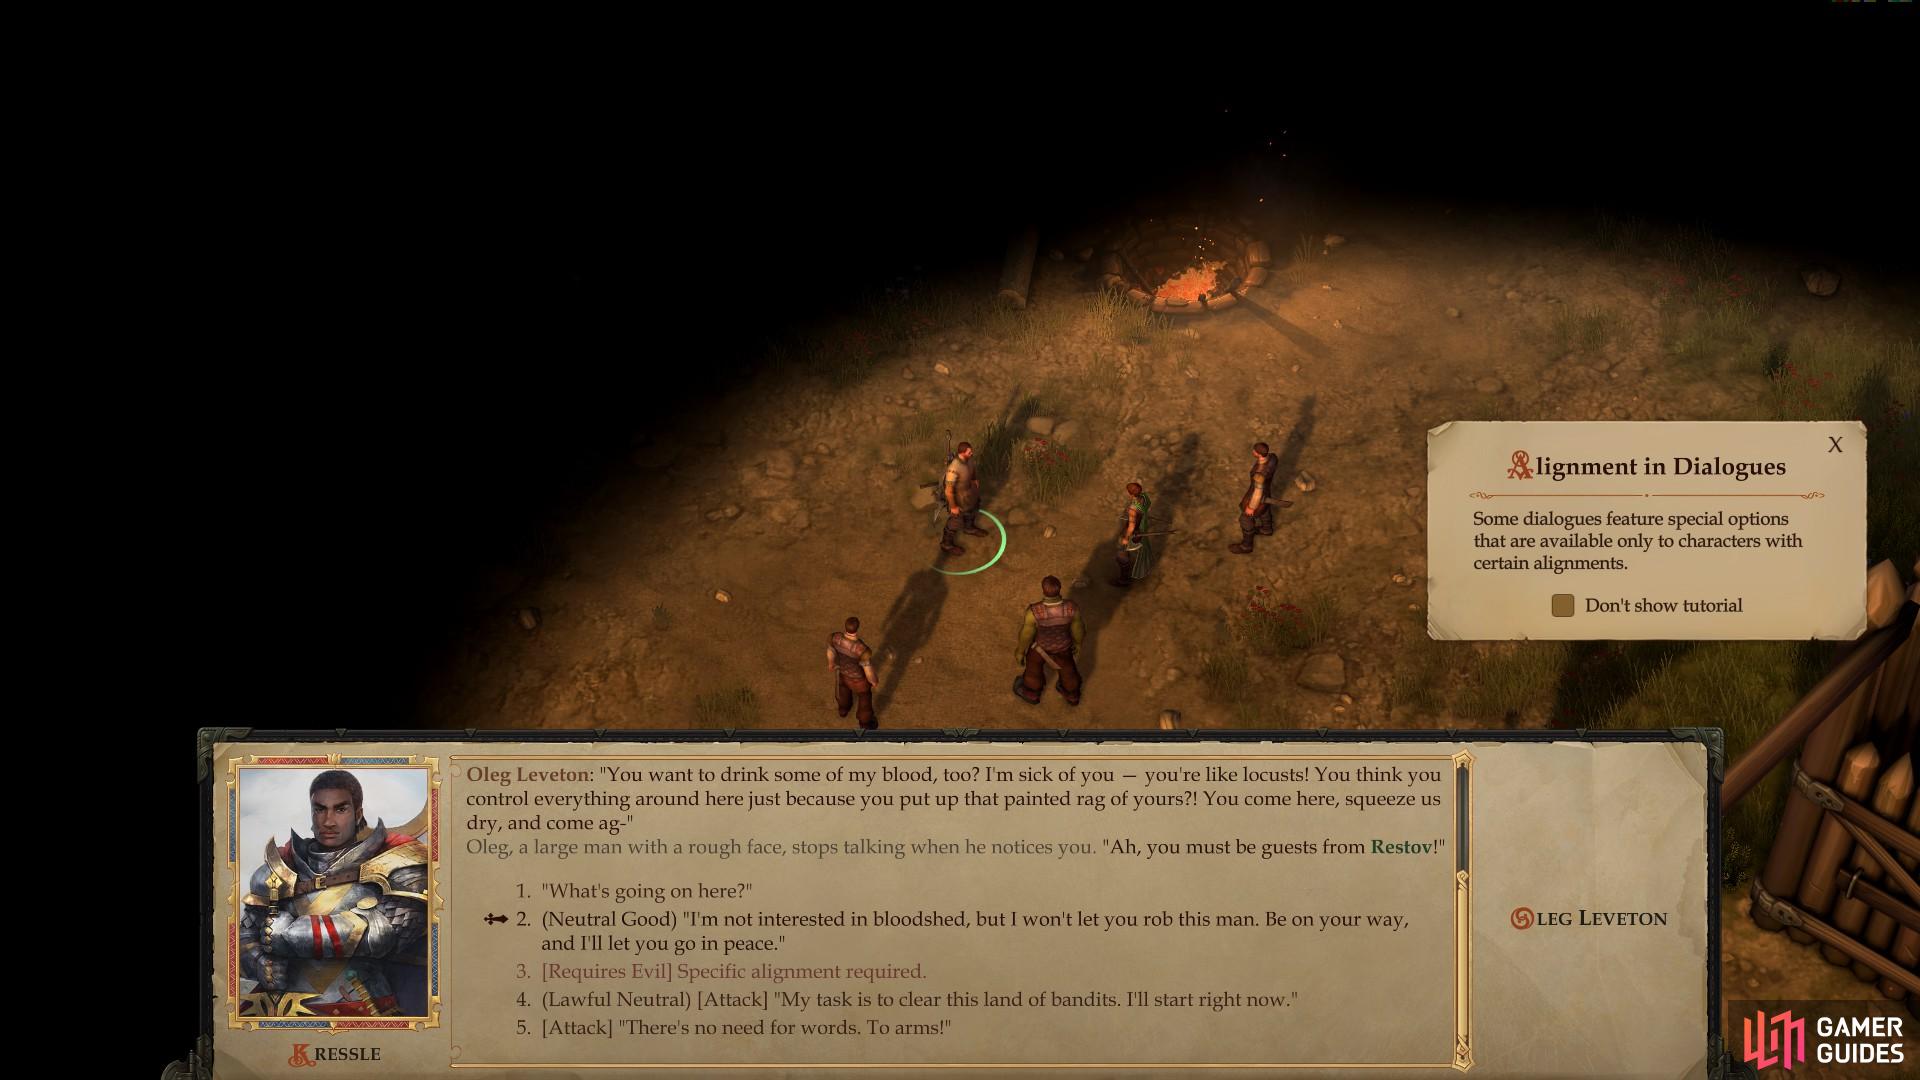 Alignment in Dialogues
X
Some dialogues feature special options
that are available only to characters with
certain alignments.
Don't show tutorial
Oleg Leveton: "You want to drink some of my blood, too? I'm sick of you — you're like locusts! You think you
control everything around here just because you put up that painted rag of yours?! You come here, squeeze us
dry, and come ag-"
Oleg, a large man with a rough face, stops talking when he notices you. "Ah, you must be guests from Restov!"
1. "What's going on here?"
2. (Neutral Good) "I'm not interested in bloodshed, but I won't let you rob this man. Be on your way,
and I'll let you go in peace."
3. [Requires Evil] Specific alignment required.
4. (Lawful Neutral) [Attack] "My task is to clear this land of bandits. I'll start right now."
5. [Attack] "There's no need for words. To arms!"
KRESSLE
OLEG LEVETON
GAMER
GUIDES